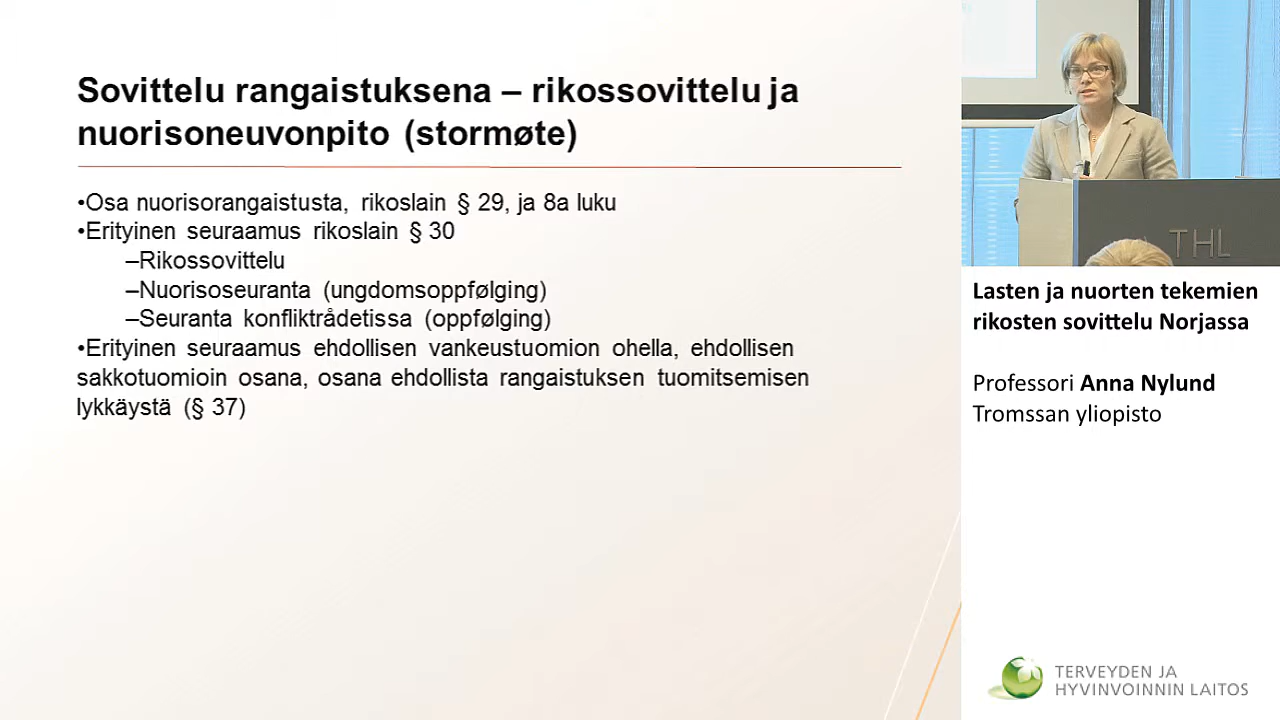 Sovittelu rangaistuksena – rikossovittelu ja
nuorisoneuvonpito (stormøte)
•Osa nuorisorangaistusta, rikoslain § 29, ja 8a luku
•Erityinen seuraamus rikoslain § 30
–Rikossovittelu
–Nuorisoseuranta (ungdomsoppfølging)
–Seuranta konfliktrådetissa (oppfølging)
•Erityinen seuraamus ehdollisen vankeustuomion ohella, ehdollisen
sakkotuomioin osana, osana ehdollista rangaistuksen tuomitsemisen
lykkäystä (§ 37)
THL
Lasten ja nuorten tekemien
rikosten sovittelu Norjassa
Professori Anna Nylund
Tromssan yliopisto
TERVEYDEN JA
HYVINVOINNIN LAITOS